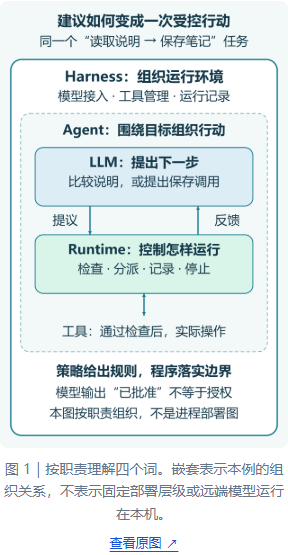 建议如何变成一次受控行动
同一个“读取说明 → 保存笔记”任务
Harness：组织运行环境
模型接入 · 工具管理 · 运行记录
Agent：围绕目标组织行动
LLM：提出下一步
比较说明，或提出保存调用
提议
反馈
Runtime：控制怎样运行
检查 · 分派 · 记录 · 停止
工具：通过检查后，实际操作
策略给出规则，程序落实边界
模型输出“已批准”不等于授权
本图按职责组织，不是进程部署图
图 1｜按职责理解四个词。嵌套表示本例的组
织关系，不表示固定部署层级或远端模型运行
在本机。
查看原图 ↗